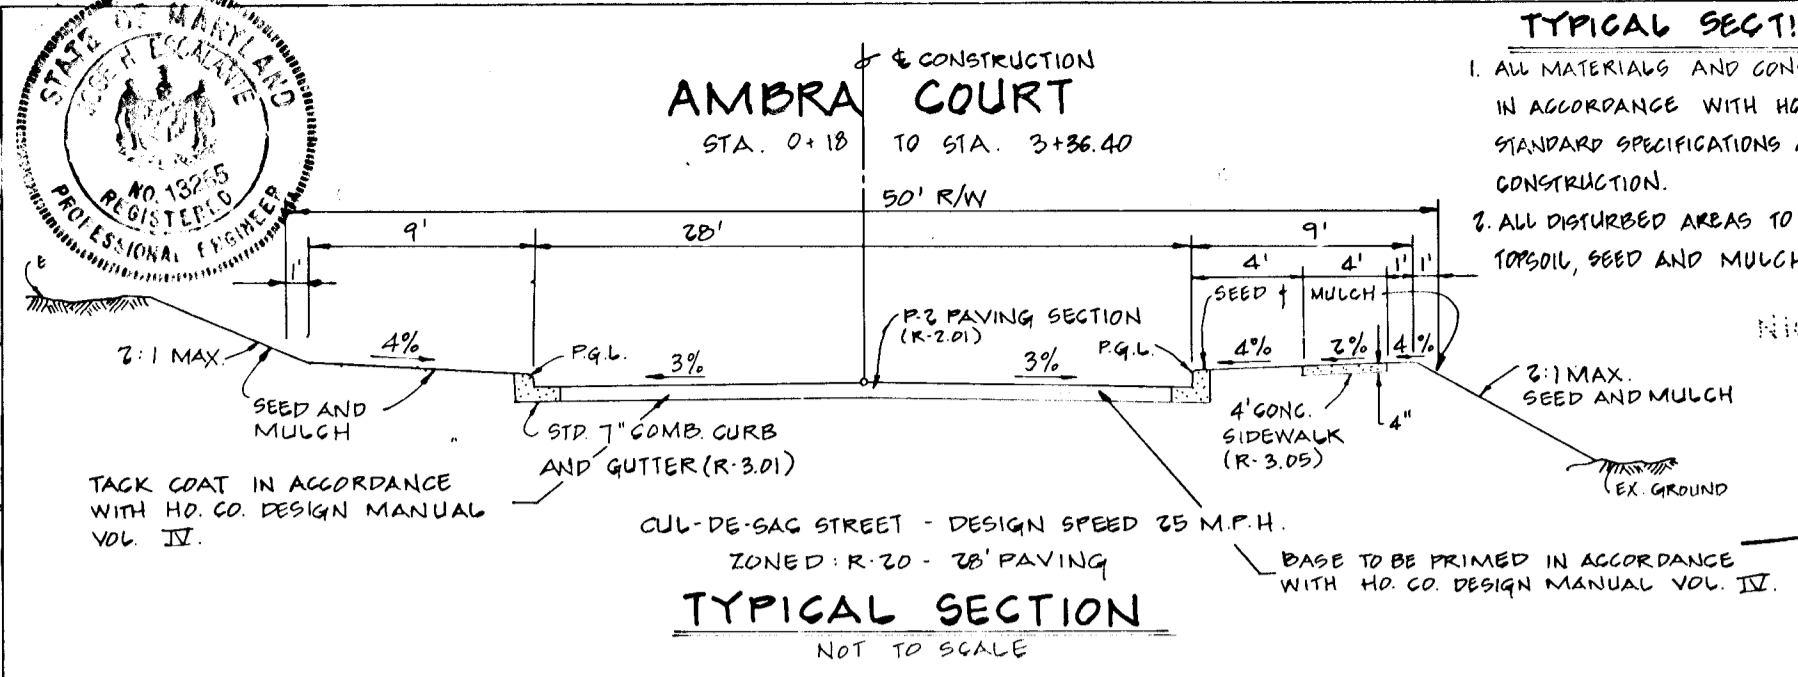 STATE OF MARYLAND
JOSE H ESCALANTE
NO. 13265
REGISTERED
PROFESSIONAL ENGINEER
℄ CONSTRUCTION
AMBRA COURT
STA. 0+18 TO STA. 3+36.40
50' R/W
9'
28'
9'
1'
4'
4'
1'
1'
SEED & MULCH
2:1 MAX.
4%
P.G.L.
3%
P-2 PAVING SECTION
(R-2.01)
3%
P.G.L.
4%
2%
4%
SEED AND
MULCH
STD. 7" COMB. CURB
AND GUTTER (R-3.01)
4' CONC.
SIDEWALK
(R-3.05)
4"
2:1 MAX.
SEED AND MULCH
EX. GROUND
TACK COAT IN ACCORDANCE
WITH HO. CO. DESIGN MANUAL
VOL. IV.
CUL-DE-SAC STREET - DESIGN SPEED 25 M.P.H.
ZONED: R-20 - 28' PAVING
BASE TO BE PRIMED IN ACCORDANCE
WITH HO. CO. DESIGN MANUAL VOL. IV.
TYPICAL SECTION
NOT TO SCALE
TYPICAL SECTI
1. ALL MATERIALS AND CON
IN ACCORDANCE WITH HO
STANDARD SPECIFICATIONS
CONSTRUCTION.
2. ALL DISTURBED AREAS TO
TOPSOIL, SEED AND MULCH